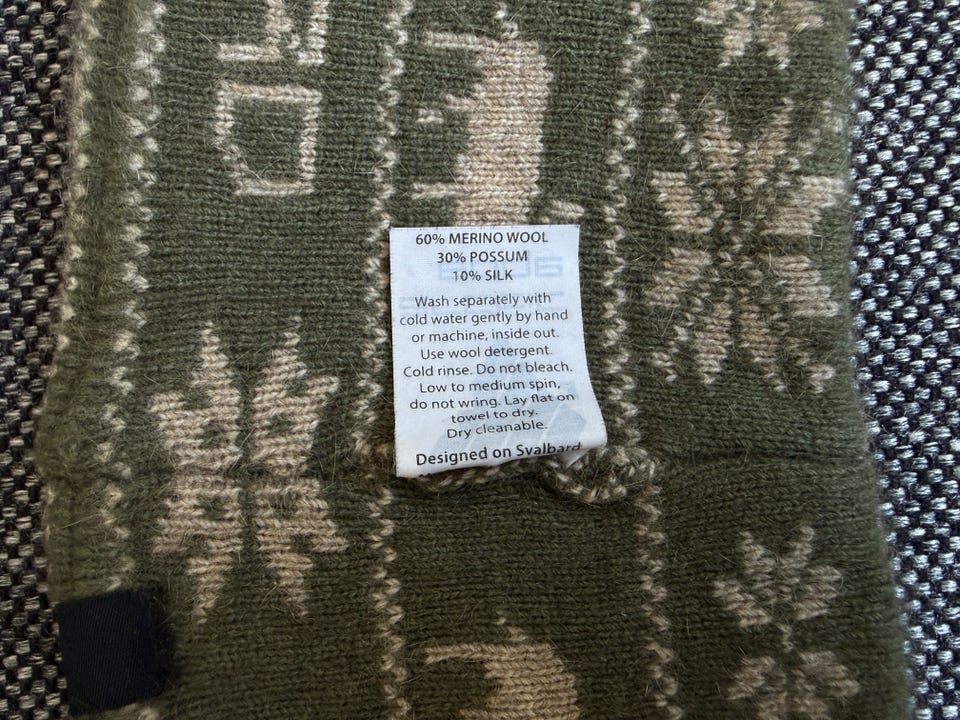 60% MERINO WOOL
30% POSSUM
10% SILK
Wash separately with
cold water gently by hand
or machine, inside out.
Use wool detergent.
Cold rinse. Do not bleach.
Low to medium spin,
do not wring. Lay flat on
towel to dry.
Dry cleanable.
Designed on Svalbard